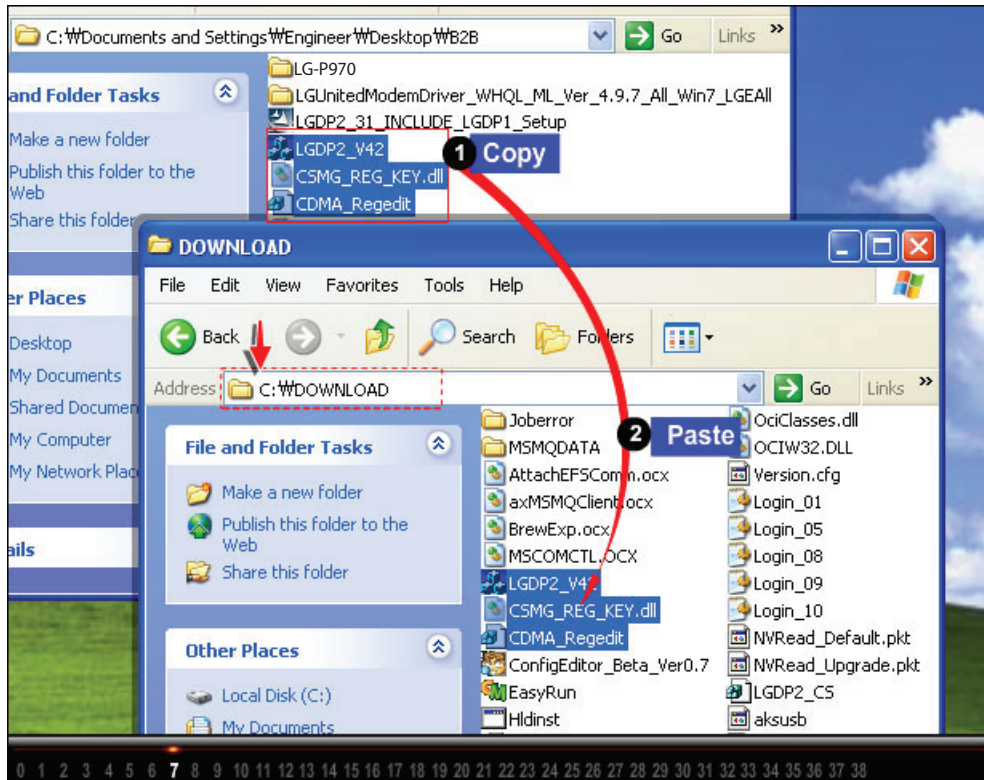 C:₩Documents and Settings₩Engineer₩Desktop₩B2B
Go
Links »
LG-P970
LGUnitedModemDriver_WHQL_ML_Ver_4.9.7_All_Win7_LGEAll
LGDP2_31_INCLUDE_LGDP1_Setup
LGDP2_V42
CSMG_REG_KEY.dll
CDMA_Regedit
1 Copy
and Folder Tasks
Make a new folder
Publish this folder to the
Web
Share this folder
er Places
Desktop
My Documents
Shared Documen
My Computer
My Network Plac
ails
DOWNLOAD
File Edit View Favorites Tools Help
Back
Search
Folders
Address
C:₩DOWNLOAD
Go
Links »
File and Folder Tasks
Make a new folder
Publish this folder to the
Web
Share this folder
Other Places
Local Disk (C:)
My Documents
Joberror
MSMQDATA
AttachEFSComm.ocx
axMSMQClient.ocx
BrewExp.ocx
MSCOMCTL.OCX
LGDP2_V42
CSMG_REG_KEY.dll
CDMA_Regedit
ConfigEditor_Beta_Ver0.7
EasyRun
Hldinst
2 Paste
OciClasses.dll
OCIW32.DLL
Version.cfg
Login_01
Login_05
Login_08
Login_09
Login_10
NVRead_Default.pkt
NVRead_Upgrade.pkt
LGDP2_CS
aksusb
0 1 2 3 4 5 6 7 8 9 10 11 12 13 14 15 16 17 18 19 20 21 22 23 24 25 26 27 28 29 30 31 32 33 34 35 36 37 38